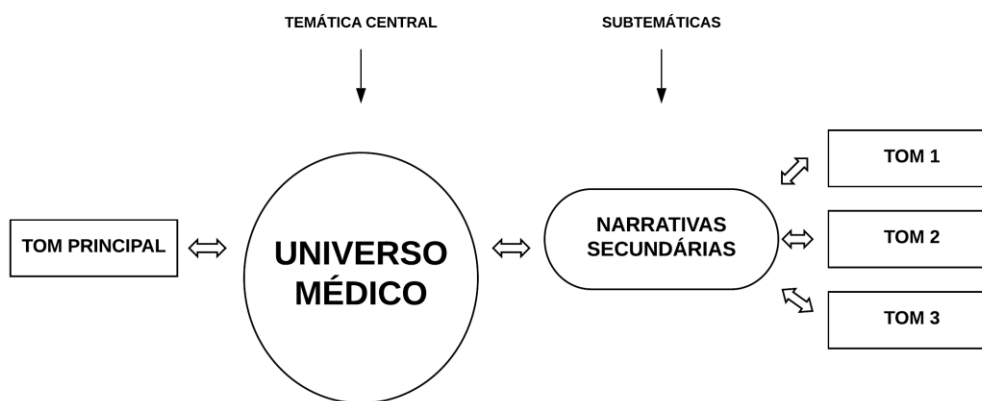 TEMÁTICA CENTRAL
SUBTEMÁTICAS
TOM PRINCIPAL
UNIVERSO
MÉDICO
NARRATIVAS
SECUNDÁRIAS
TOM 1
TOM 2
TOM 3